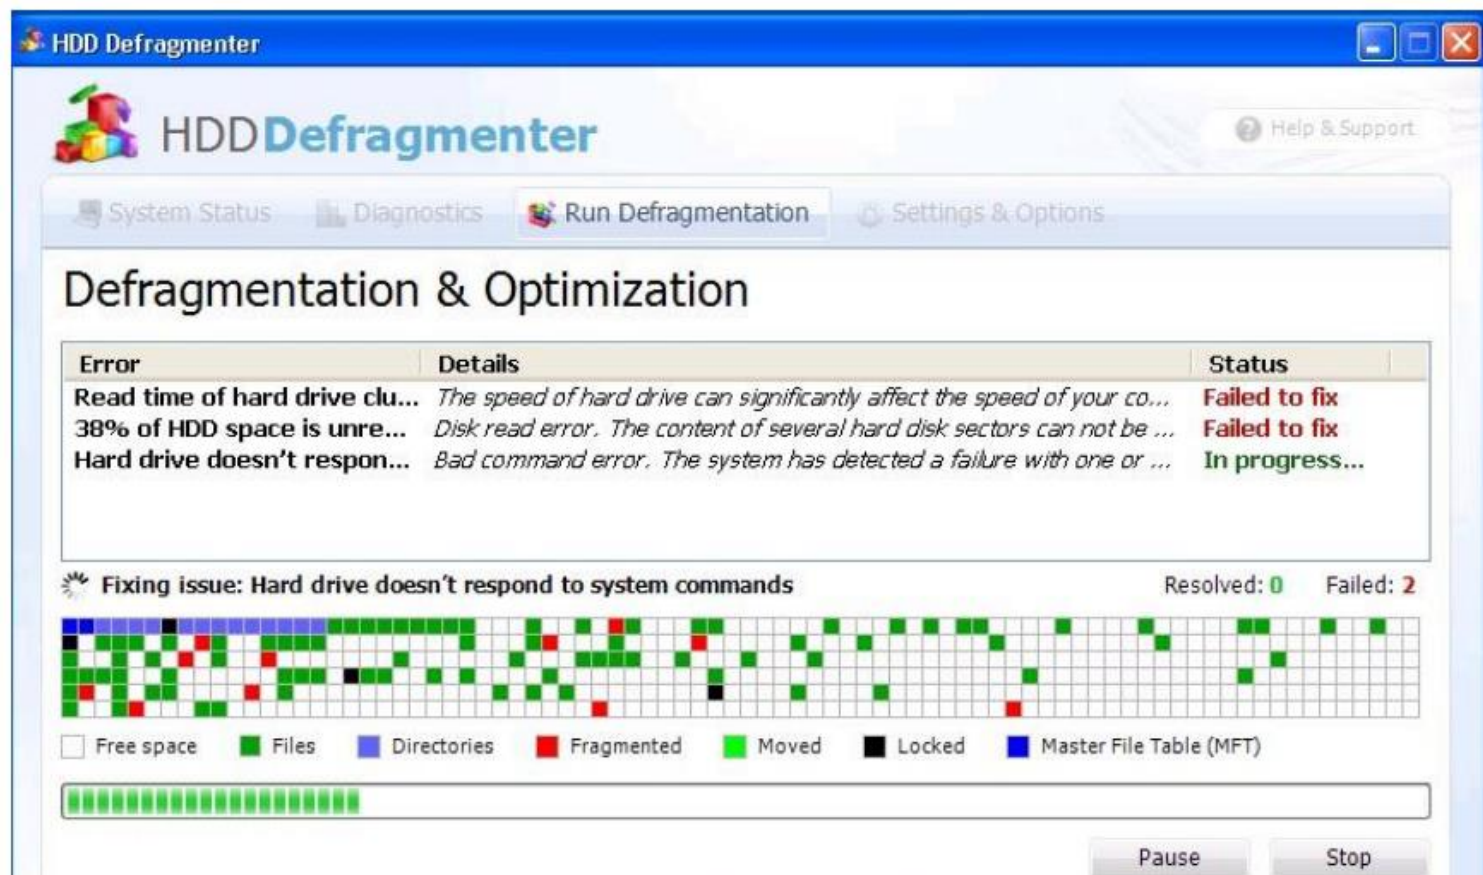 HDD Defragmenter
HDDDefragmenter
Help & Support
System Status Diagnostics Run Defragmentation Settings & Options
Defragmentation & Optimization
Error Details Status
Read time of hard drive clu... The speed of hard drive can significantly affect the speed of your co... Failed to fix
38% of HDD space is unre... Disk read error. The content of several hard disk sectors can not be ... Failed to fix
Hard drive doesn't respon... Bad command error. The system has detected a failure with one or ... In progress...
Fixing issue: Hard drive doesn't respond to system commands Resolved: 0 Failed: 2
Free space Files Directories Fragmented Moved Locked Master File Table (MFT)
Pause Stop